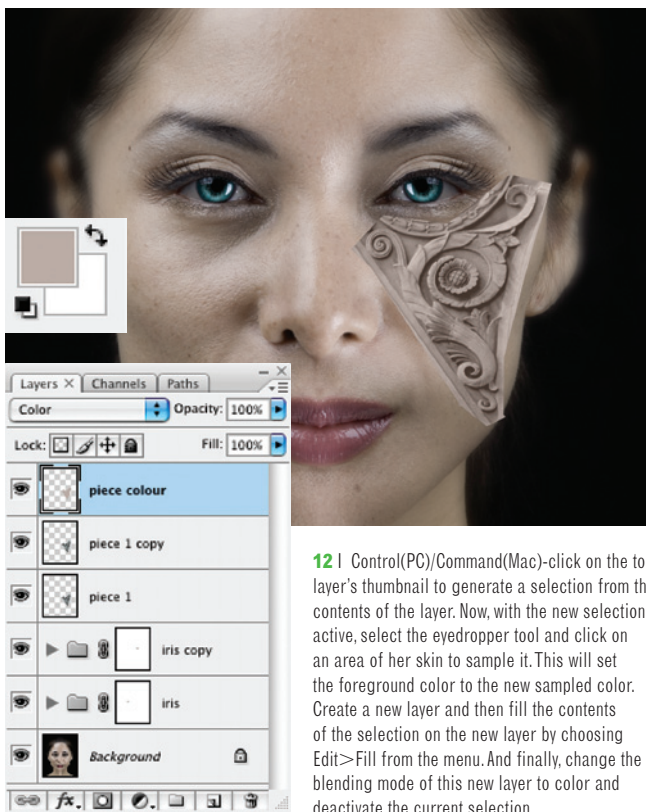 Layers × Channels Paths
Color Opacity: 100%
Lock: Fill: 100%
piece colour
piece 1 copy
piece 1
iris copy
iris
Background
fx.
12 | Control(PC)/Command(Mac)-click on the to
layer's thumbnail to generate a selection from th
contents of the layer. Now, with the new selection
active, select the eyedropper tool and click on
an area of her skin to sample it. This will set
the foreground color to the new sampled color.
Create a new layer and then fill the contents
of the selection on the new layer by choosing
Edit>Fill from the menu. And finally, change the
blending mode of this new layer to color and
deactivate the current selection.